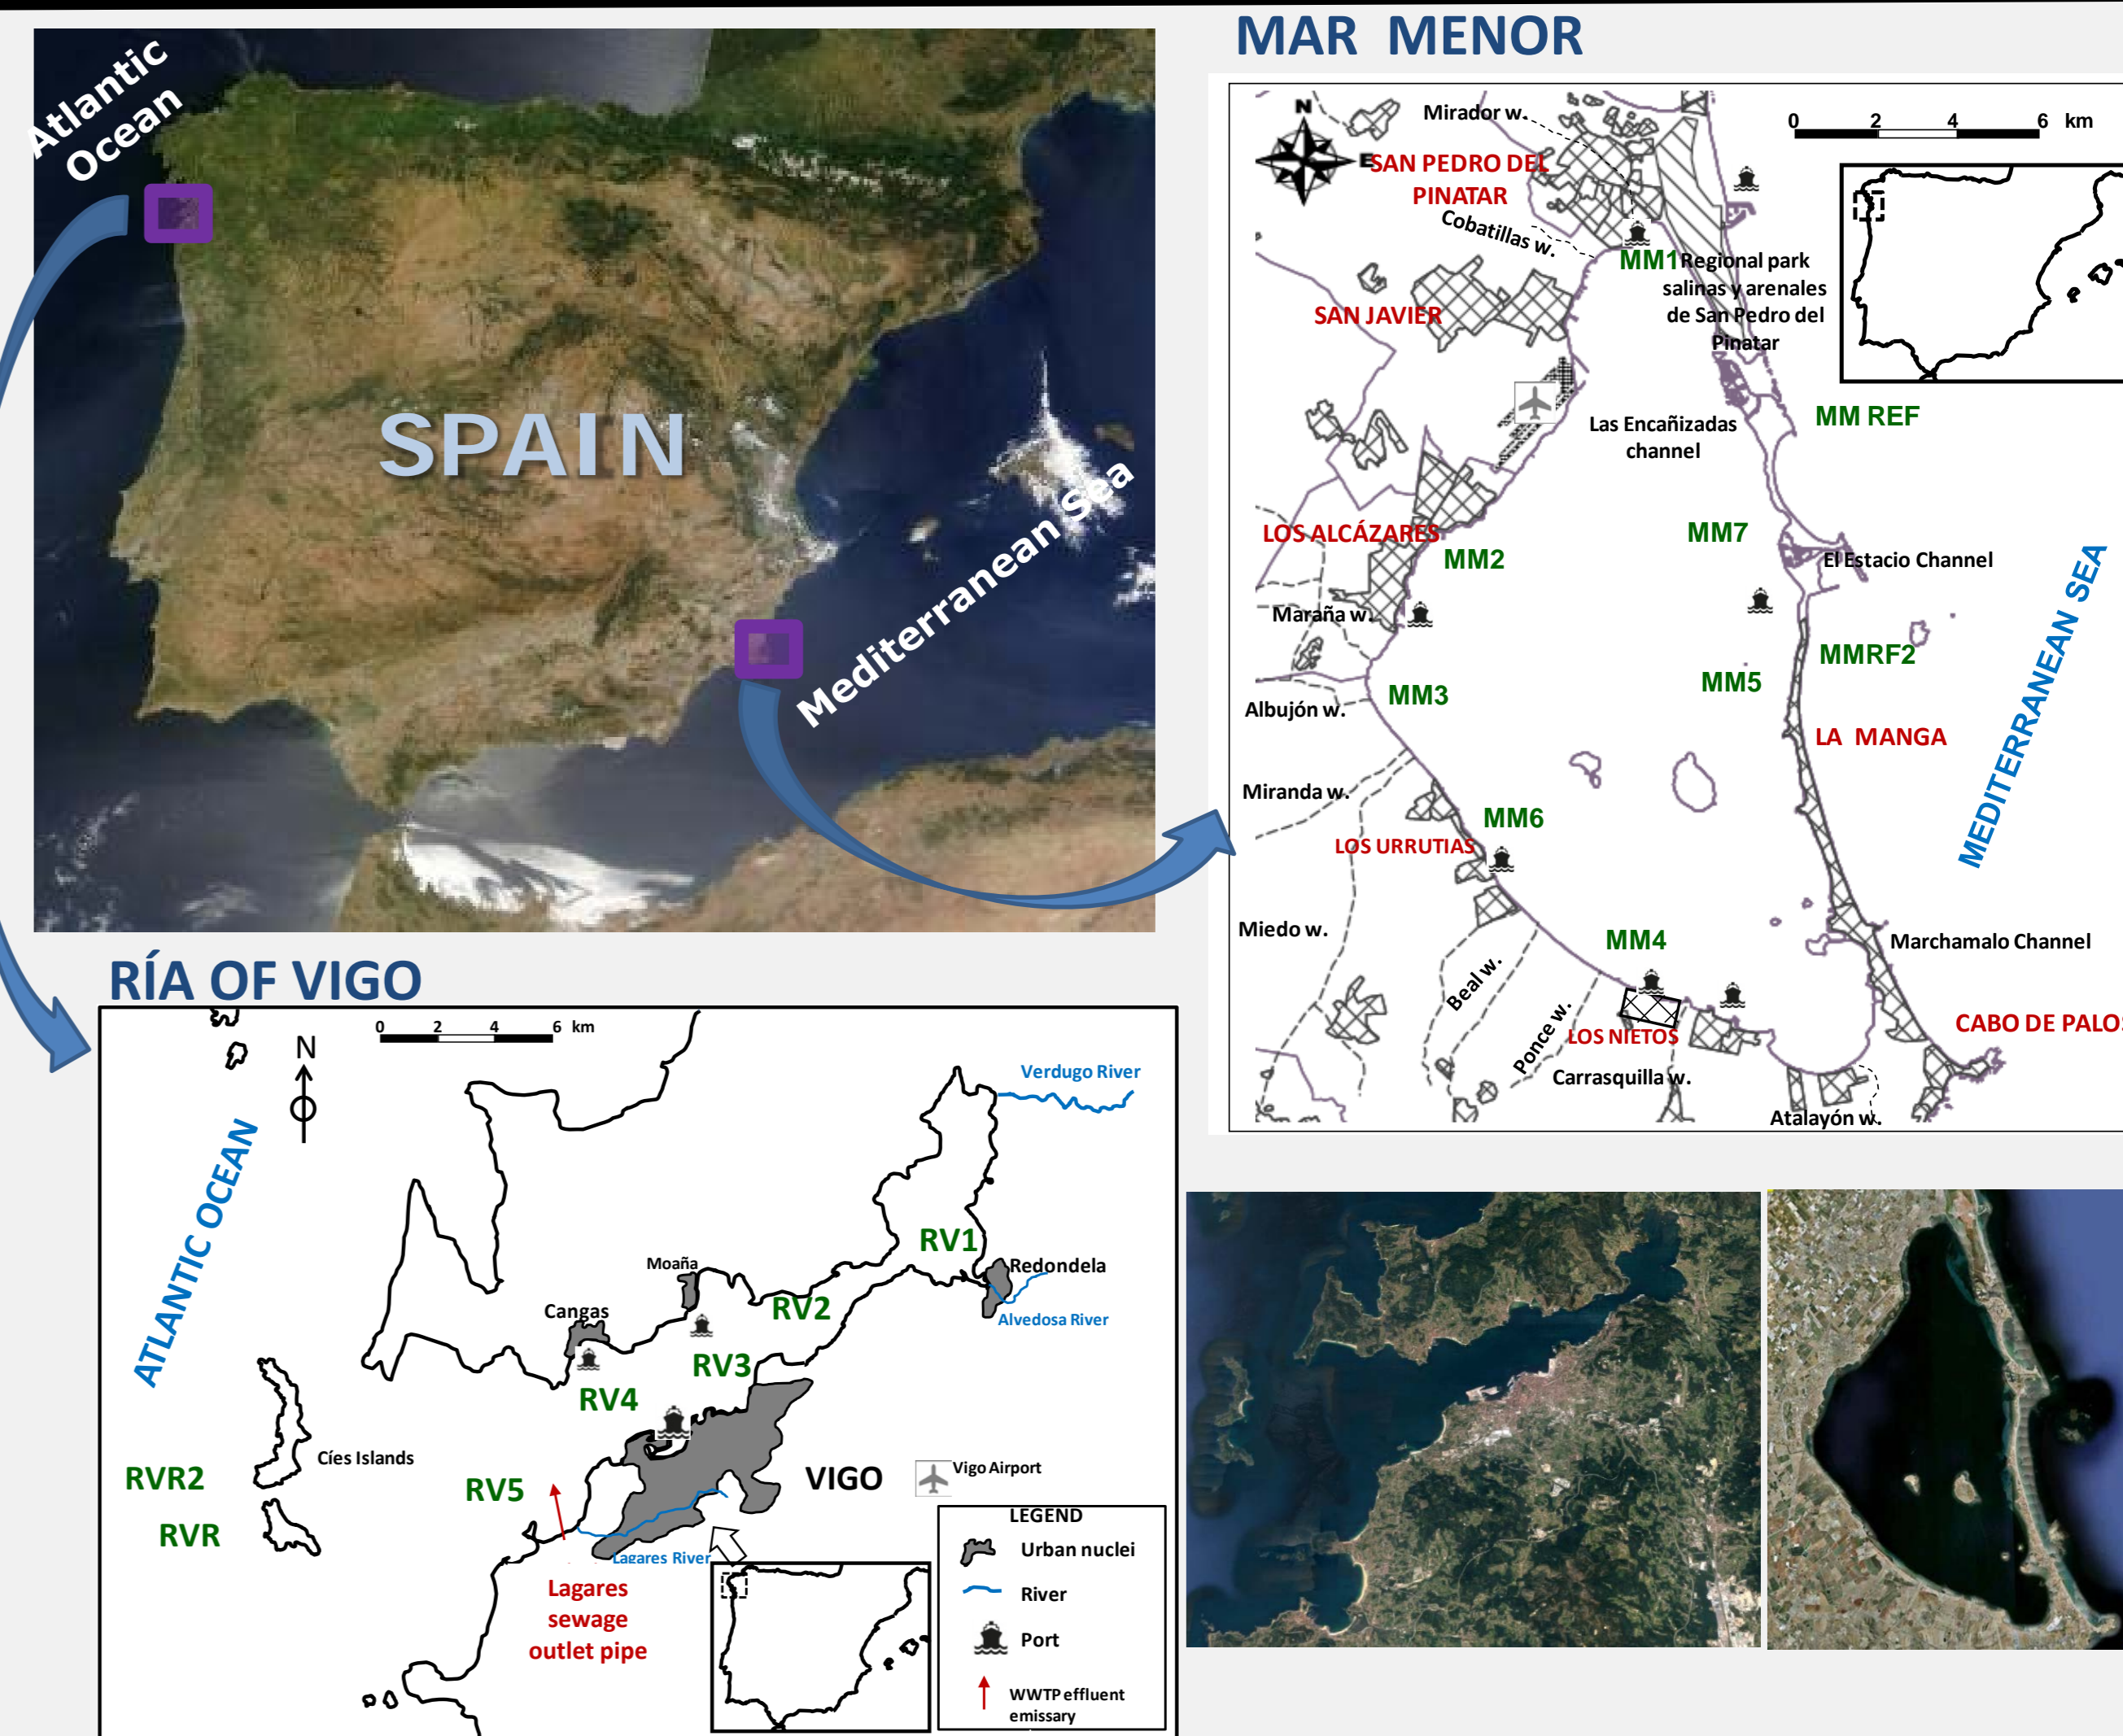 Atlantic
Ocean
SPAIN
Mediterranean Sea
MAR MENOR
N
E
0 2 4 6 km
Mirador w.
SAN PEDRO DEL
PINATAR
Cobatillas w.
MM1
Regional park
salinas y arenales
de San Pedro del
Pinatar
SAN JAVIER
Las Encañizadas
channel
MM REF
LOS ALCÁZARES
MM2
MM7
El Estacio Channel
Maraña w.
MMRF2
MM5
MM3
Albujón w.
LA MANGA
MEDITERRANEAN SEA
Miranda w.
MM6
LOS URRUTIAS
Miedo w.
MM4
Marchamalo Channel
Beal w.
Ponce w.
LOS NIETOS
CABO DE PALOS
Carrasquilla w.
Atalayón w.
RÍA OF VIGO
0 2 4 6 km
N
Verdugo River
ATLANTIC OCEAN
RV1
Moaña
Redondela
RV2
Cangas
Alvedosa River
RV3
RV4
Cíes Islands
RVR2
RV5
VIGO
Vigo Airport
RVR
Lagares River
Lagares
sewage
outlet pipe
LEGEND
Urban nuclei
River
Port
WWTP effluent
emissary